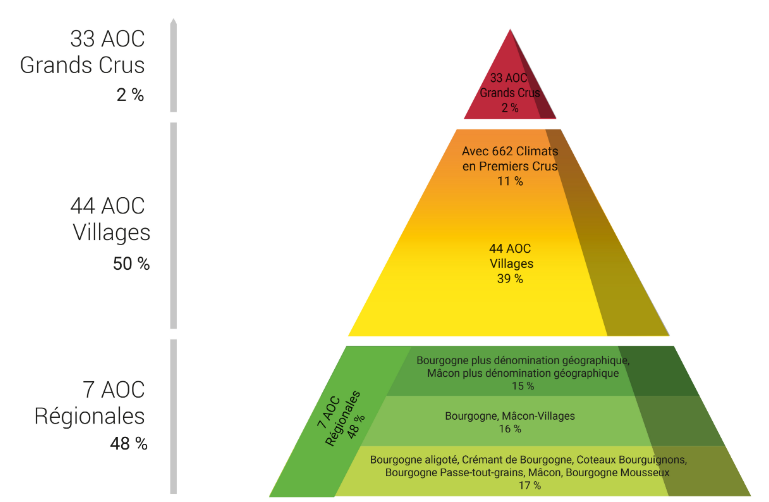 33 AOC
Grands Crus
2 %
44 AOC
Villages
50 %
7 AOC
Régionales
48 %
33 AOC
Grands Crus
2 %
Avec 662 Climats
en Premiers Crus
11 %
44 AOC
Villages
39 %
7 AOC
Régionales
48 %
Bourgogne plus dénomination géographique,
Mâcon plus dénomination géographique
15 %
Bourgogne, Mâcon-Villages
16 %
Bourgogne aligoté, Crémant de Bourgogne, Coteaux Bourguignons,
Bourgogne Passe-tout-grains, Mâcon, Bourgogne Mousseux
17 %